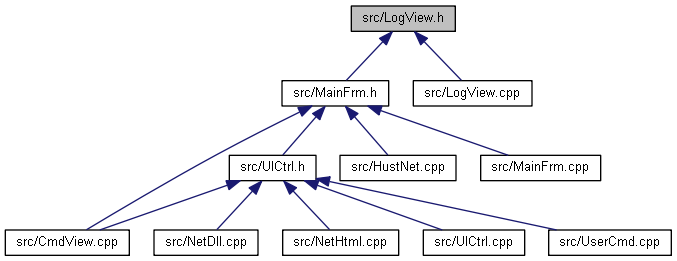 src/LogView.h
src/MainFrm.h
src/LogView.cpp
src/UICtrl.h
src/HustNet.cpp
src/MainFrm.cpp
src/CmdView.cpp
src/NetDll.cpp
src/NetHtml.cpp
src/UICtrl.cpp
src/UserCmd.cpp